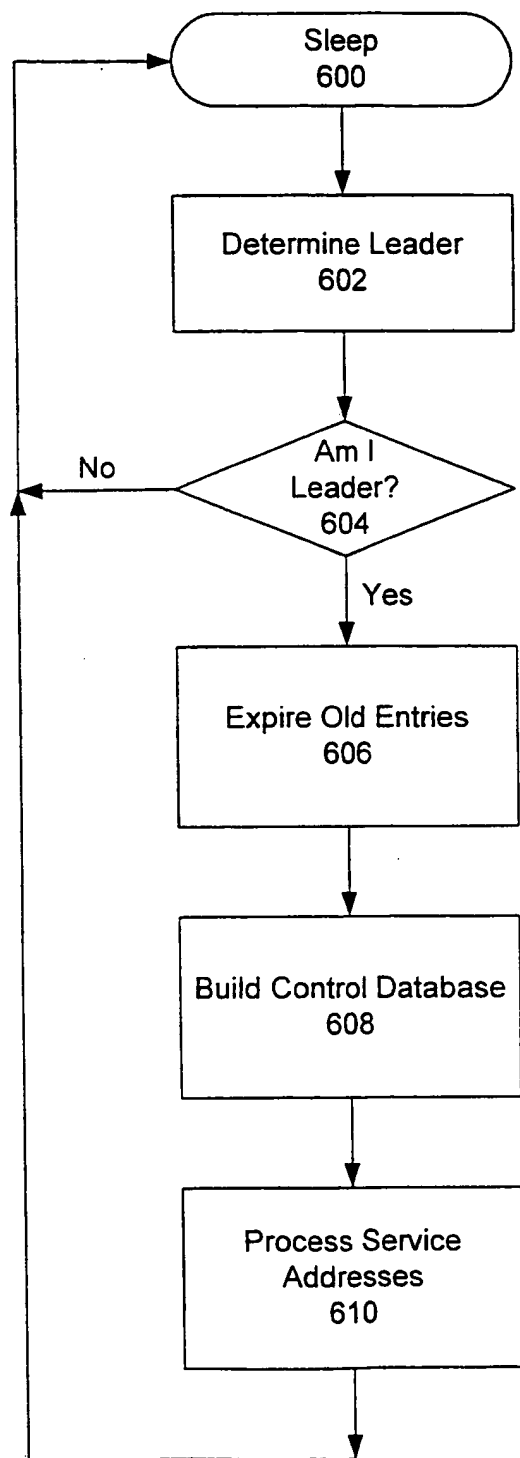 Sleep
600
Determine Leader
602
Am I
Leader?
604
No
Yes
Expire Old Entries
606
Build Control Database
608
Process Service
Addresses
610